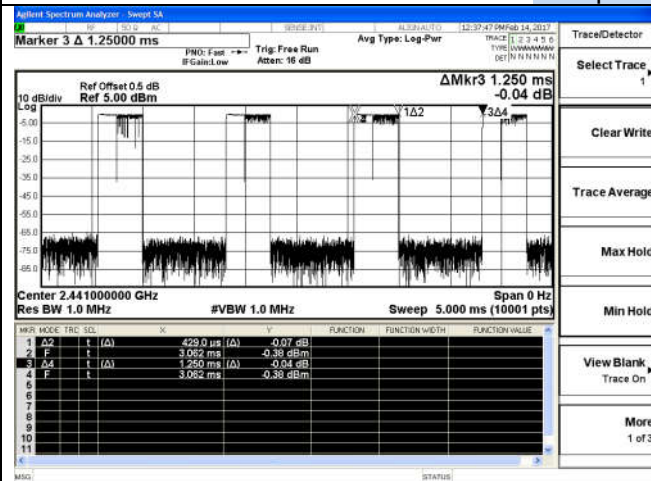 Agilent Spectrum Analyzer - Swept SA
RF 50 Ω AC SENSE:INT ALIGN AUTO 12:37:47 PM Feb 14, 2017
Marker 3 Δ 1.25000 ms
PNO: Fast Trig: Free Run Avg Type: Log-Pwr TRACE 1 2 3 4 5 6
TYPE WWWWWW
IFGain:Low Atten: 16 dB DET N N N N N N
Trace/Detector
Select Trace
1
Clear Write
Trace Average
Max Hold
Min Hold
View Blank
Trace On
More
1 of 3
ΔMkr3 1.250 ms
-0.04 dB
Ref Offset 0.5 dB
10 dB/div Ref 5.00 dBm
Log
1Δ2 3Δ4
-5.00
-15.0
-25.0
-35.0
-45.0
-55.0
-65.0
-75.0
-85.0
Center 2.441000000 GHz Span 0 Hz
Res BW 1.0 MHz #VBW 1.0 MHz Sweep 5.000 ms (10001 pts)
MKR MODE TRC SCL X Y FUNCTION FUNCTION WIDTH FUNCTION VALUE
1 Δ2 t (Δ) 429.0 µs (Δ) -0.07 dB
2 F t 3.062 ms -0.38 dBm
3 Δ4 t (Δ) 1.250 ms (Δ) -0.04 dB
4 F t 3.062 ms -0.38 dBm
5
6
7
8
9
10
11
MSG STATUS